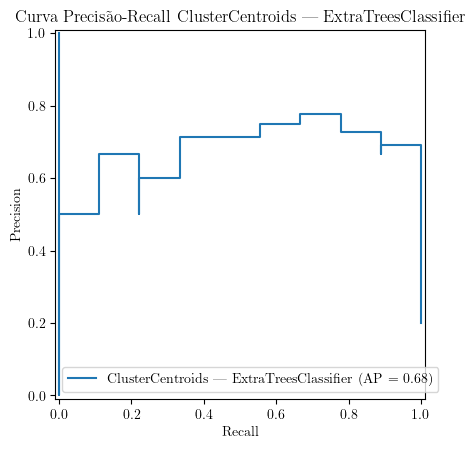 Curva Precisão-Recall ClusterCentroids — ExtraTreesClassifier
1.0
0.8
0.6
0.4
0.2
0.0
Precision
ClusterCentroids — ExtraTreesClassifier (AP = 0.68)
0.0 0.2 0.4 0.6 0.8 1.0
Recall